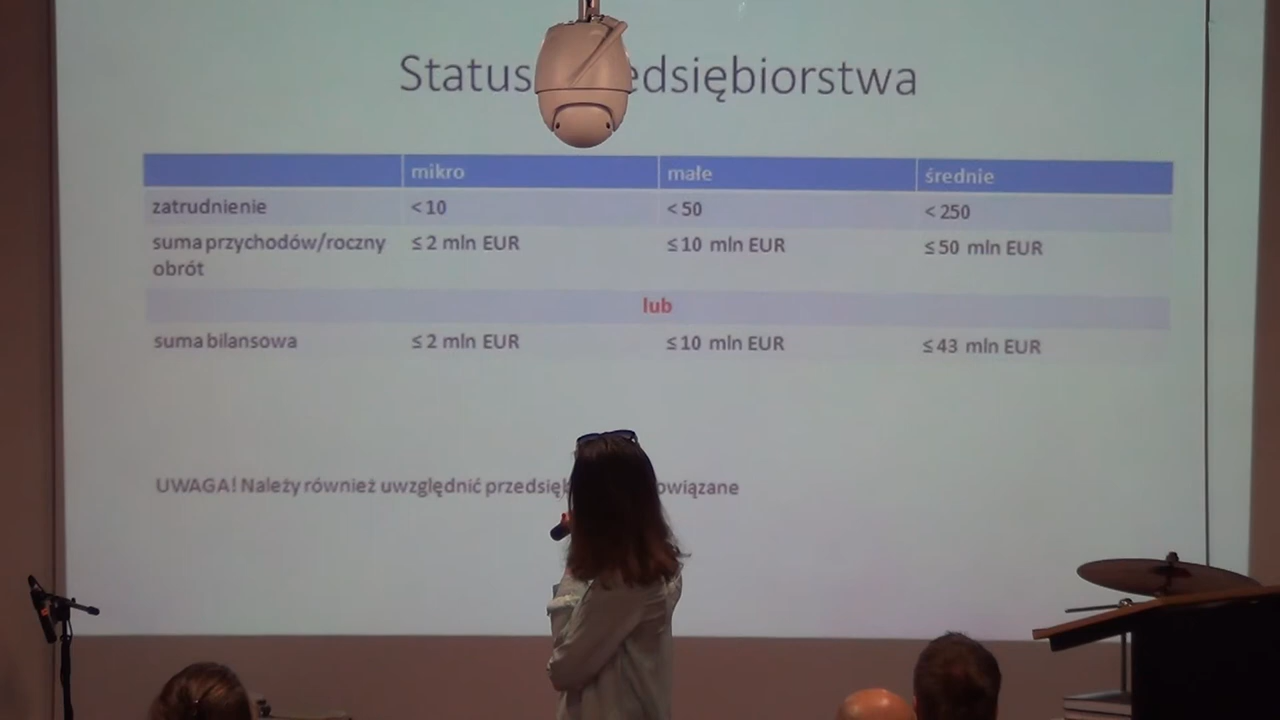 Status edsiębiorstwa
mikro małe średnie
zatrudnienie < 10 < 50 < 250
suma przychodów/roczny ≤ 2 mln EUR ≤ 10 mln EUR ≤ 50 mln EUR
obrót
lub
suma bilansowa ≤ 2 mln EUR ≤ 10 mln EUR ≤ 43 mln EUR
UWAGA! Należy również uwzględnić przedsięb owiązane